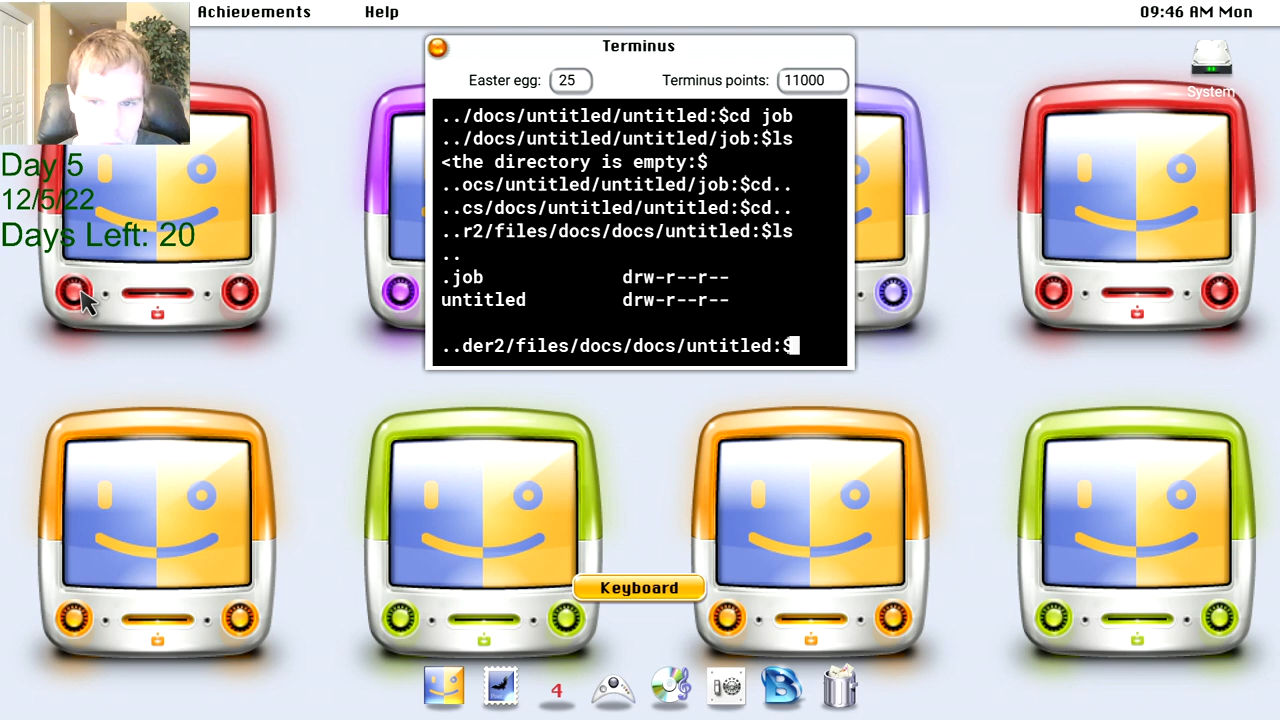 Achievements
Help
09:46 AM Mon
Terminus
Easter egg: 25
Terminus points: 11000
System
../docs/untitled/untitled:$cd job
../docs/untitled/untitled/job:$ls
<the directory is empty:$
..ocs/untitled/untitled/job:$cd..
..cs/docs/untitled/untitled:$cd..
..r2/files/docs/docs/untitled:$ls
..
.job drw-r--r--
untitled drw-r--r--
..der2/files/docs/docs/untitled:$
Day 5
12/5/22
Days Left: 20
Keyboard
4
B